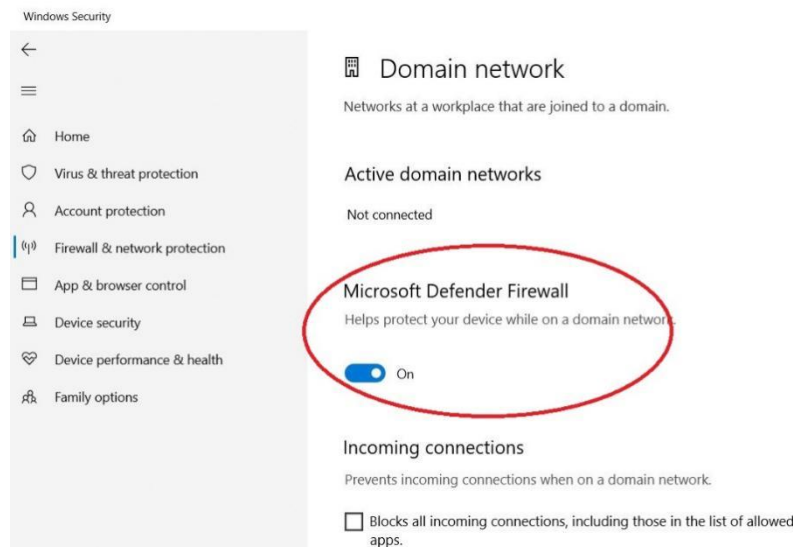 Windows Security
Home
Virus & threat protection
Account protection
Firewall & network protection
App & browser control
Device security
Device performance & health
Family options
Domain network
Networks at a workplace that are joined to a domain.
Active domain networks
Not connected
Microsoft Defender Firewall
Helps protect your device while on a domain network.
On
Incoming connections
Prevents incoming connections when on a domain network.
Blocks all incoming connections, including those in the list of allowed
apps.